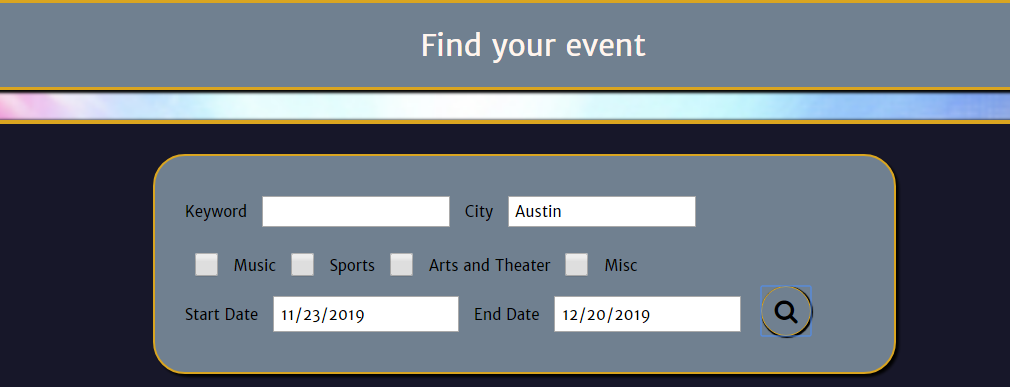 Find your event
Keyword City Austin
Music Sports Arts and Theater Misc
Start Date 11/23/2019 End Date 12/20/2019